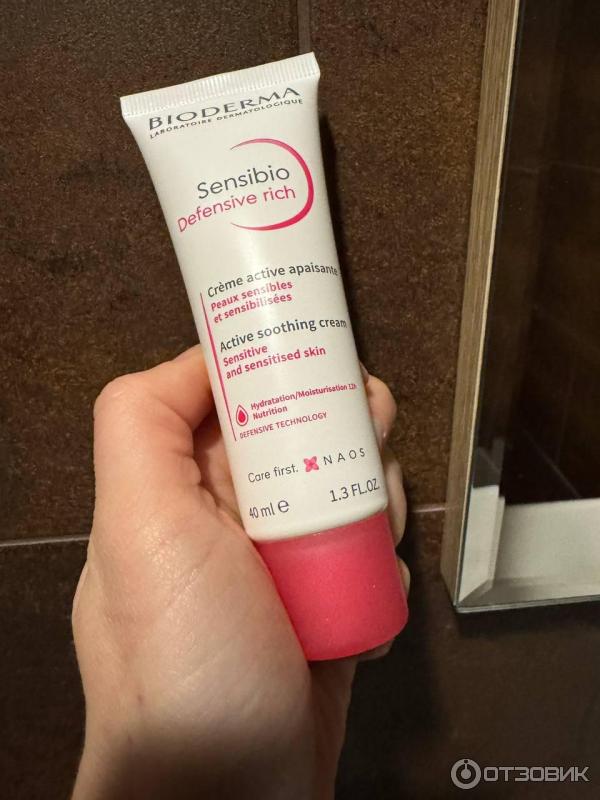 BIODERMA
LABORATOIRE DERMATOLOGIQUE
Sensibio
Defensive rich
Crème active apaisante
Peaux sensibles
et sensibilisées
Active soothing cream
Sensitive
and sensitised skin
Hydratation/Moisturisation 12h
Nutrition
DEFENSIVE TECHNOLOGY
Care first. NAOS
40 ml e 1.3 FL.OZ.
ОТЗОВИК